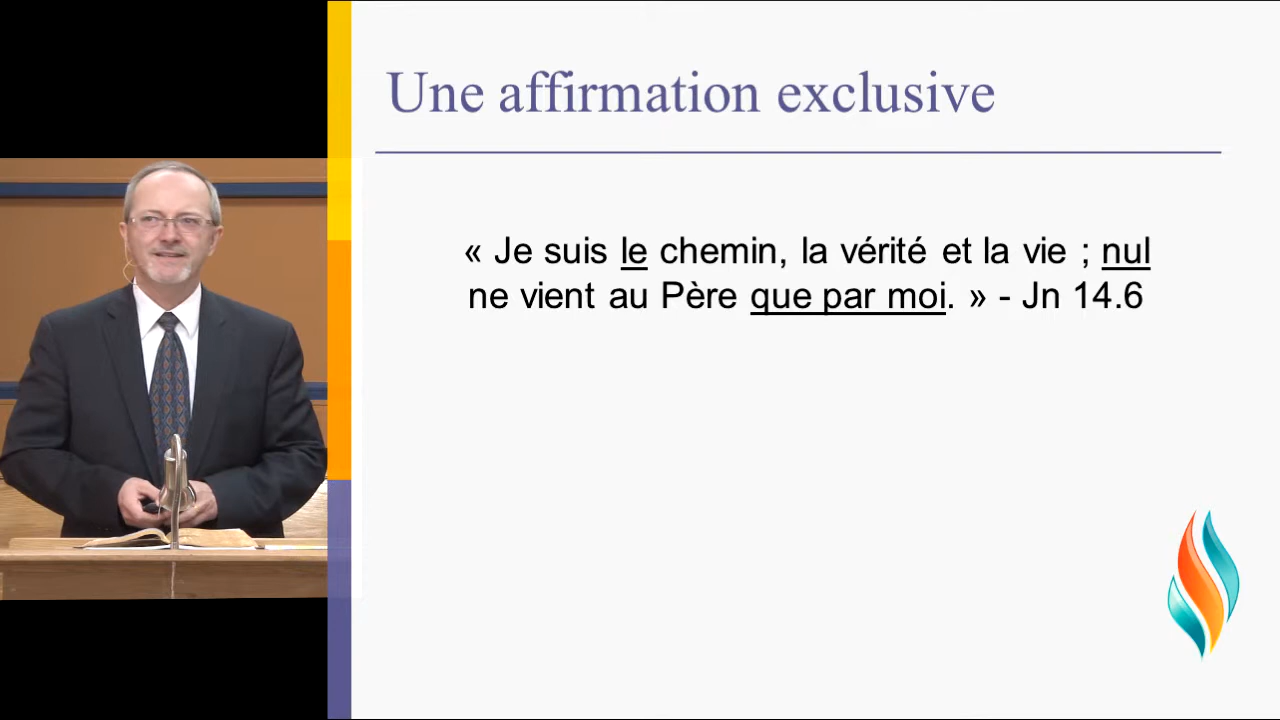 Une affirmation exclusive
« Je suis le chemin, la vérité et la vie ; nul
ne vient au Père que par moi. » - Jn 14.6